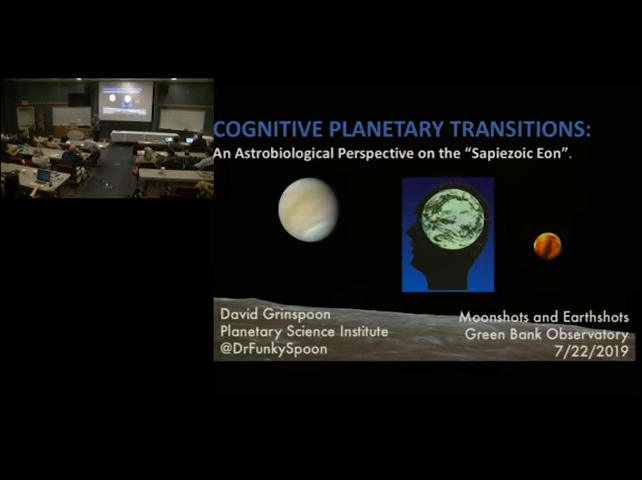 COGNITIVE PLANETARY TRANSITIONS:
An Astrobiological Perspective on the “Sapiezoic Eon”.
David Grinspoon
Planetary Science Institute
@DrFunkySpoon
Moonshots and Earthshots
Green Bank Observatory
7/22/2019